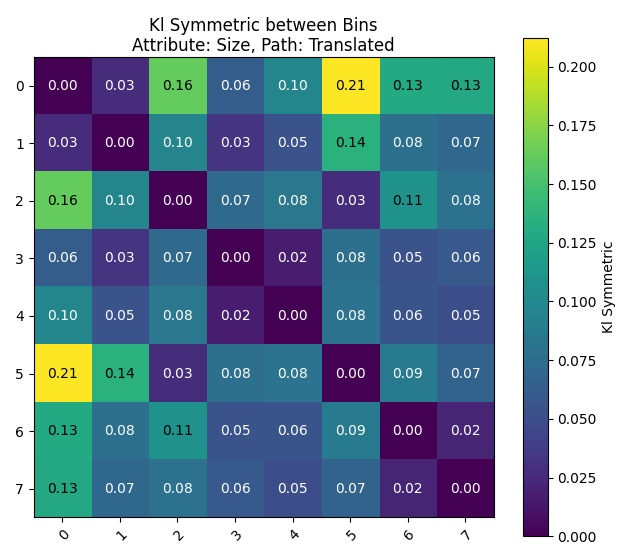 Kl Symmetric between Bins
Attribute: Size, Path: Translated
0 0.00 0.03 0.16 0.06 0.10 0.21 0.13 0.13
1 0.03 0.00 0.10 0.03 0.05 0.14 0.08 0.07
2 0.16 0.10 0.00 0.07 0.08 0.03 0.11 0.08
3 0.06 0.03 0.07 0.00 0.02 0.08 0.05 0.06
4 0.10 0.05 0.08 0.02 0.00 0.08 0.06 0.05
5 0.21 0.14 0.03 0.08 0.08 0.00 0.09 0.07
6 0.13 0.08 0.11 0.05 0.06 0.09 0.00 0.02
7 0.13 0.07 0.08 0.06 0.05 0.07 0.02 0.00
0 1 2 3 4 5 6 7
0.200
0.175
0.150
0.125
0.100
0.075
0.050
0.025
0.000
Kl Symmetric